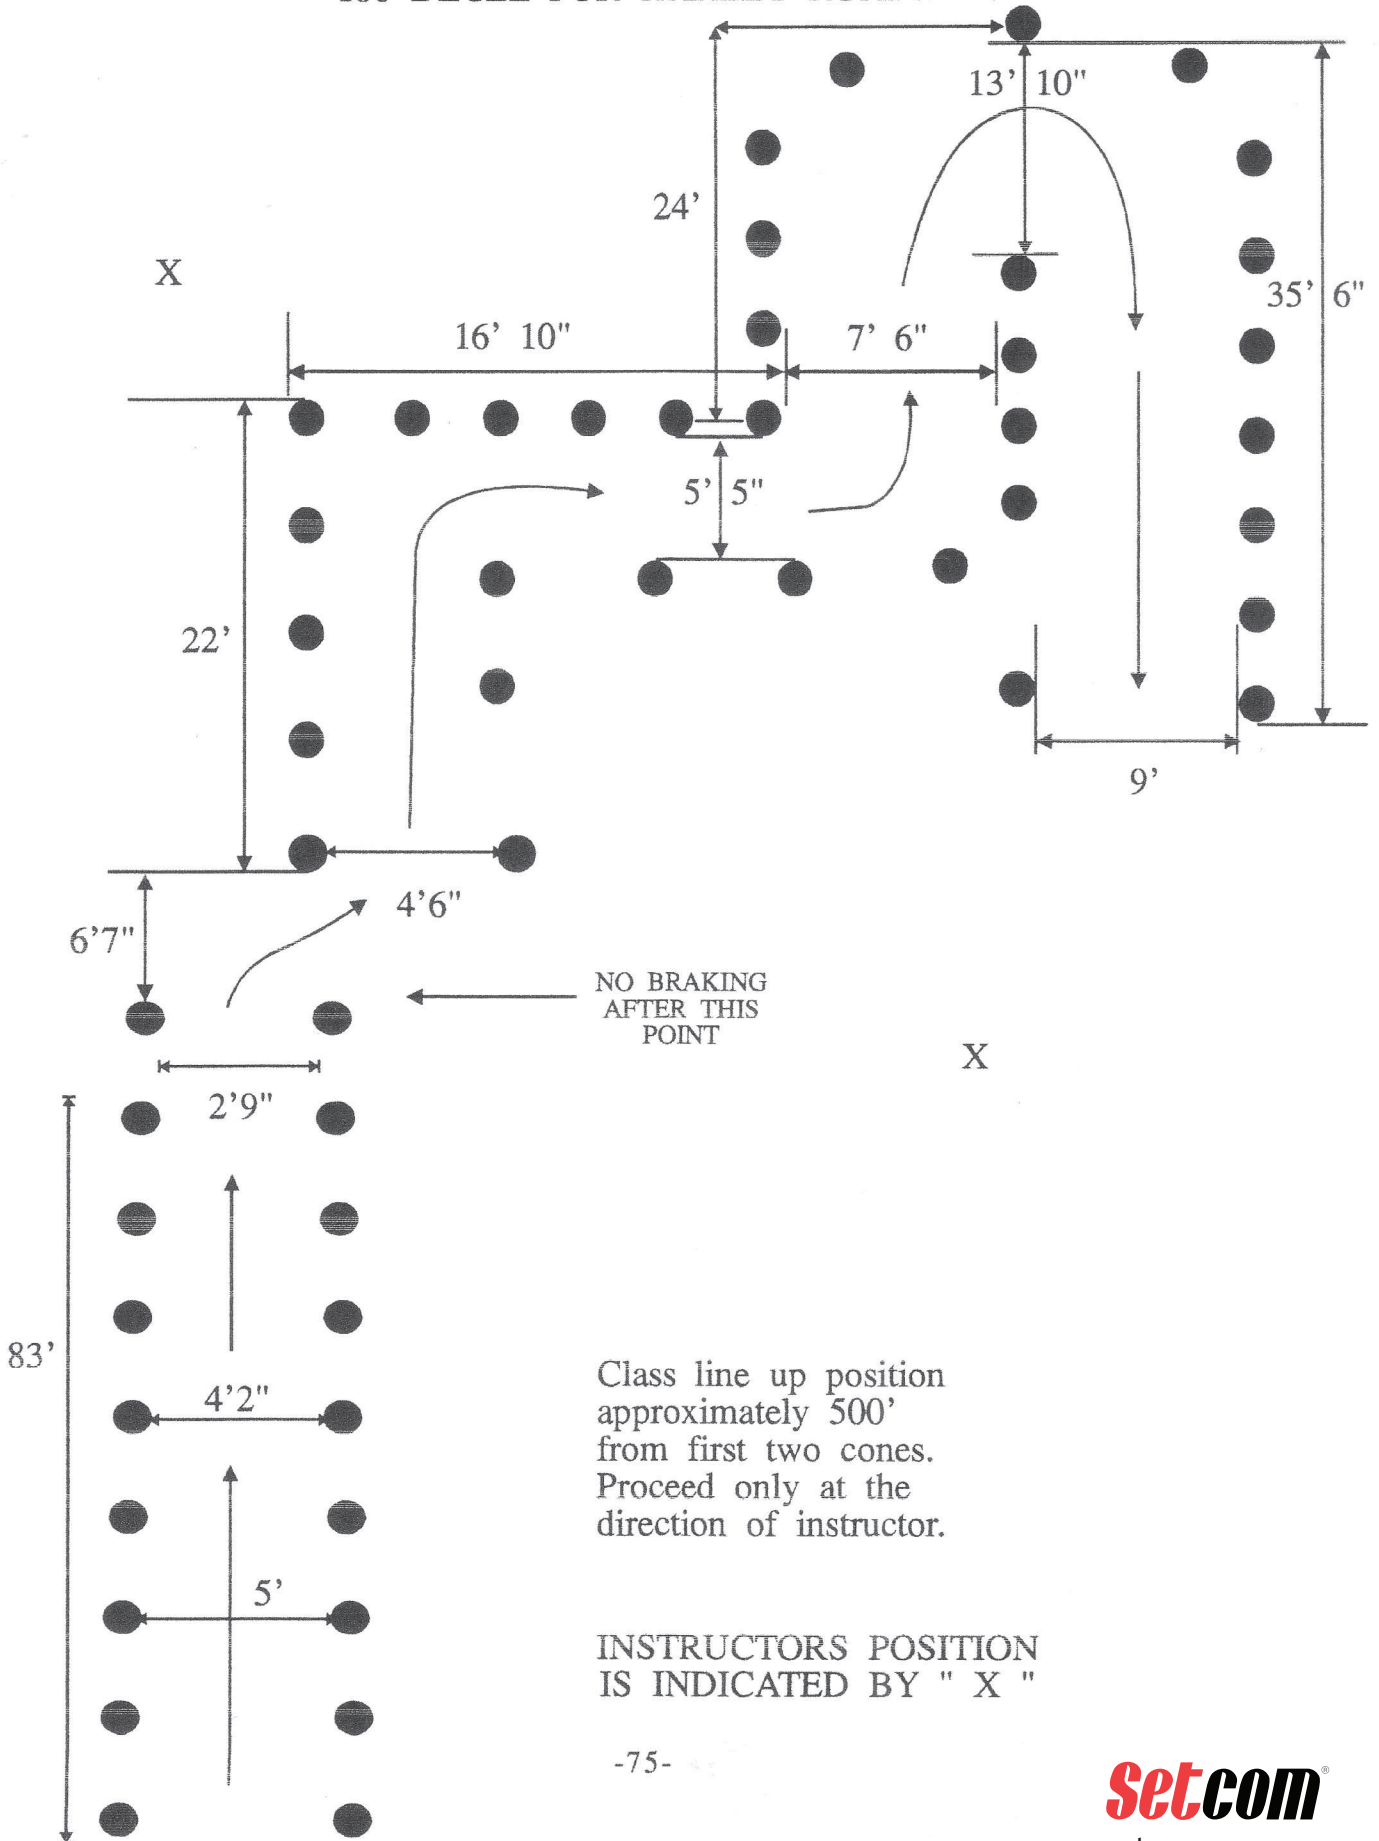 13' 10"
24'
X
35' 6"
16' 10"
7' 6"
5' 5"
22'
9'
4'6"
6'7"
NO BRAKING
AFTER THIS
POINT
X
2'9"
83'
4'2"
Class line up position
approximately 500'
from first two cones.
Proceed only at the
direction of instructor.
5'
INSTRUCTORS POSITION
IS INDICATED BY " X "
-75-
Setcom®